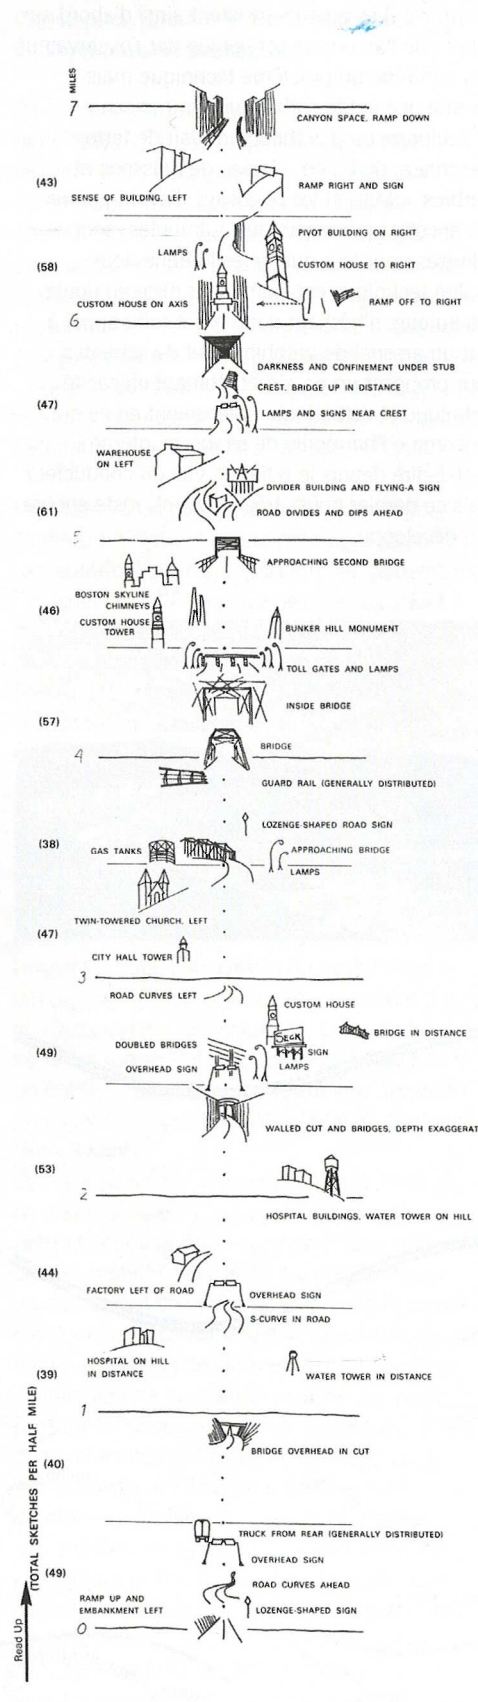 MILES
7
CANYON SPACE, RAMP DOWN
(43)
RAMP RIGHT AND SIGN
SENSE OF BUILDING, LEFT
PIVOT BUILDING ON RIGHT
LAMPS
(58)
CUSTOM HOUSE TO RIGHT
CUSTOM HOUSE ON AXIS
RAMP OFF TO RIGHT
6
DARKNESS AND CONFINEMENT UNDER STUB
CREST, BRIDGE UP IN DISTANCE
(47)
LAMPS AND SIGNS NEAR CREST
WAREHOUSE
ON LEFT
DIVIDER BUILDING AND FLYING-A SIGN
(61)
ROAD DIVIDES AND DIPS AHEAD
5
APPROACHING SECOND BRIDGE
BOSTON SKYLINE
CHIMNEYS
(46)
CUSTOM HOUSE
TOWER
BUNKER HILL MONUMENT
TOLL GATES AND LAMPS
INSIDE BRIDGE
(57)
BRIDGE
4
GUARD RAIL (GENERALLY DISTRIBUTED)
LOZENGE-SHAPED ROAD SIGN
(38)
GAS TANKS
APPROACHING BRIDGE
LAMPS
TWIN-TOWERED CHURCH, LEFT
(47)
CITY HALL TOWER
3
ROAD CURVES LEFT
CUSTOM HOUSE
BRIDGE IN DISTANCE
SECK
DOUBLED BRIDGES
(49)
SIGN
OVERHEAD SIGN
LAMPS
WALLED CUT AND BRIDGES, DEPTH EXAGGERAT
(53)
2
HOSPITAL BUILDINGS, WATER TOWER ON HILL
(44)
FACTORY LEFT OF ROAD
OVERHEAD SIGN
S-CURVE IN ROAD
HOSPITAL ON HILL
IN DISTANCE
(39)
WATER TOWER IN DISTANCE
1
BRIDGE OVERHEAD IN CUT
(40)
TRUCK FROM REAR (GENERALLY DISTRIBUTED)
OVERHEAD SIGN
(49)
ROAD CURVES AHEAD
RAMP UP AND
EMBANKMENT LEFT
LOZENGE-SHAPED SIGN
0
(TOTAL SKETCHES PER HALF MILE)
Read Up